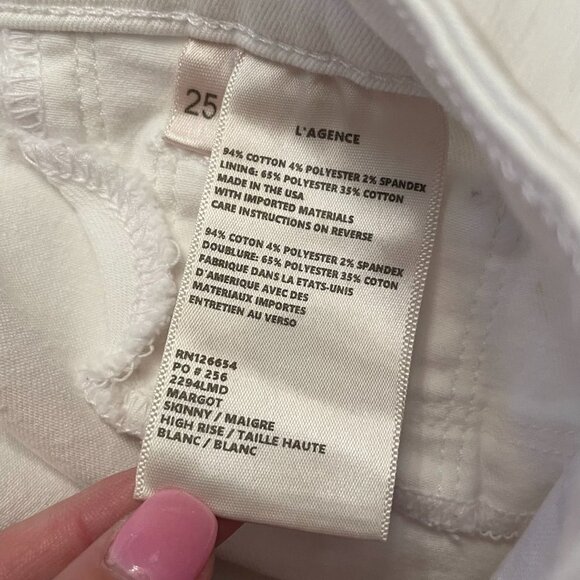 25
L'AGENCE
94% COTTON 4% POLYESTER 2% SPANDEX
LINING: 65% POLYESTER 35% COTTON
MADE IN THE USA
WITH IMPORTED MATERIALS
CARE INSTRUCTIONS ON REVERSE
94% COTON 4% POLYESTER 2% SPANDEX
DOUBLURE: 65% POLYESTER 35% COTON
FABRIQUE DANS LA ETATS-UNIS
D'AMERIQUE AVEC DES
MATERIAUX IMPORTES
ENTRETIEN AU VERSO
RN126654
PO # 256
2294LMD
MARGOT
SKINNY / MAIGRE
HIGH RISE / TAILLE HAUTE
BLANC / BLANC